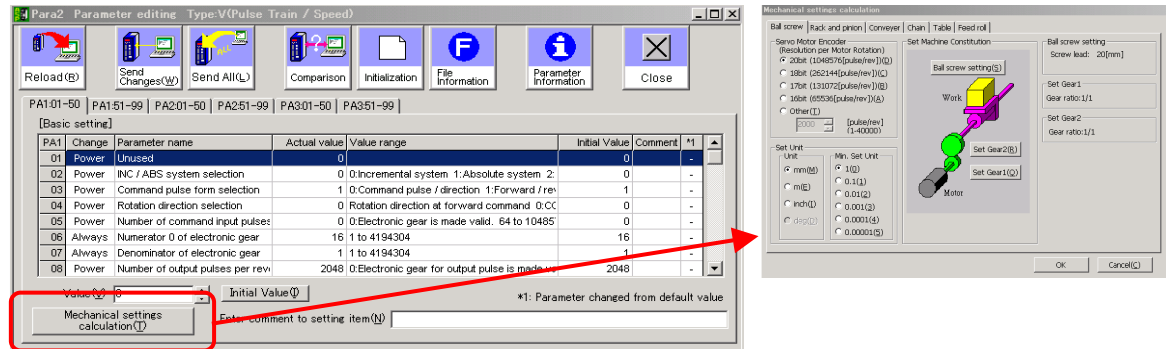 Para2 Parameter editing Type:V(Pulse Train / Speed)
Reload(R)
Send Changes(W)
ALL
Send All(L)
Comparison
Initialization
File Information
Parameter Information
Close
PA1:01-50 PA1:51-99 PA2:01-50 PA2:51-99 PA3:01-50 PA3:51-99
[Basic setting]
PA1 Change Parameter name Actual value Value range Initial Value Comment *1
01 Power Unused 0 0 -
02 Power INC / ABS system selection 0 0:Incremental system 1:Absolute system 2: 0 -
03 Power Command pulse form selection 1 0:Command pulse / direction 1:Forward / rev 1 -
04 Power Rotation direction selection 0 Rotation direction at forward command 0:CC 0 -
05 Power Number of command input pulses 0 0:Electronic gear is made valid. 64 to 10485 0 -
06 Always Numerator 0 of electronic gear 16 1 to 4194304 16 -
07 Always Denominator of electronic gear 1 1 to 4194304 1 -
08 Power Number of output pulses per rev 2048 0:Electronic gear for output pulse is made 2048 -
Value(V) 0 Initial Value(I)
*1: Parameter changed from default value
Mechanical settings calculation(T)
Enter comment to setting item(N)
Mechanical settings calculation
Ball screw Rack and pinion Conveyer Chain Table Feed roll
Servo Motor Encoder
(Resolution per Motor Rotation)
20bit (1048576[pulse/rev])(D)
18bit (262144[pulse/rev])(C)
17bit (131072[pulse/rev])(B)
16bit (65536[pulse/rev])(A)
Other(T)
2000 [pulse/rev]
(1-40000)
Set Unit
Unit
mm(M)
m(E)
inch(I)
deg(D)
Min. Set Unit
1(0)
0.1(1)
0.01(2)
0.001(3)
0.0001(4)
0.00001(5)
Set Machine Constitution
Ball screw setting(S)
Work
Set Gear2(R)
Set Gear1(Q)
Motor
Ball screw setting
Screw lead: 20[mm]
Set Gear1
Gear ratio:1/1
Set Gear2
Gear ratio:1/1
OK Cancel(C)